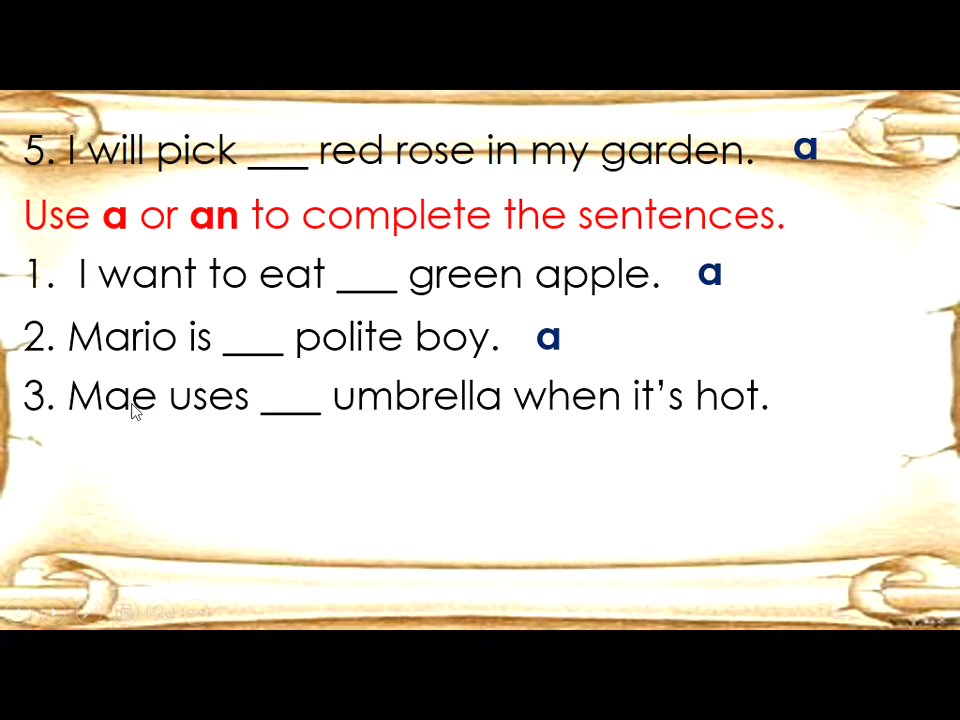 5. I will pick ___ red rose in my garden. a
Use a or an to complete the sentences.
1. I want to eat ___ green apple. a
2. Mario is ___ polite boy. a
3. Mae uses ___ umbrella when it’s hot.